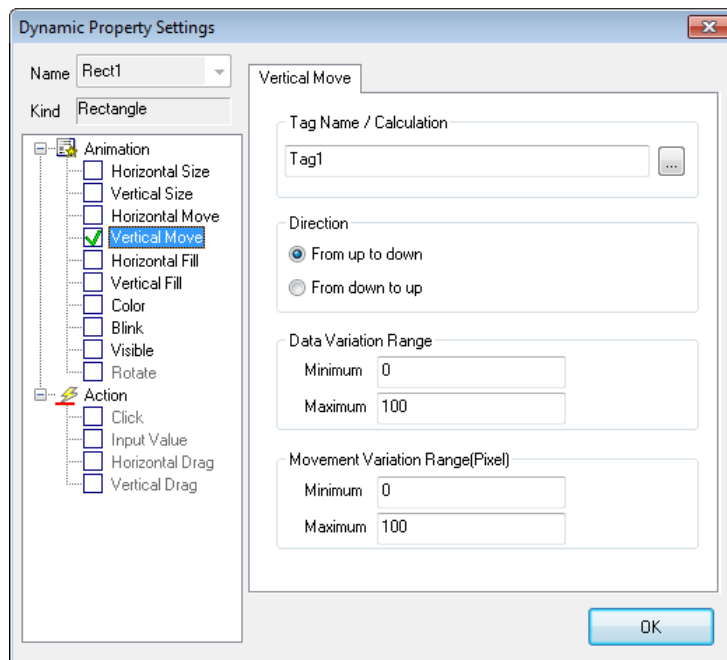 Dynamic Property Settings
Name Rect1
Kind Rectangle
Animation
Horizontal Size
Vertical Size
Horizontal Move
Vertical Move
Horizontal Fill
Vertical Fill
Color
Blink
Visible
Rotate
Action
Click
Input Value
Horizontal Drag
Vertical Drag
Vertical Move
Tag Name / Calculation
Tag1 ...
Direction
From up to down
From down to up
Data Variation Range
Minimum 0
Maximum 100
Movement Variation Range(Pixel)
Minimum 0
Maximum 100
OK